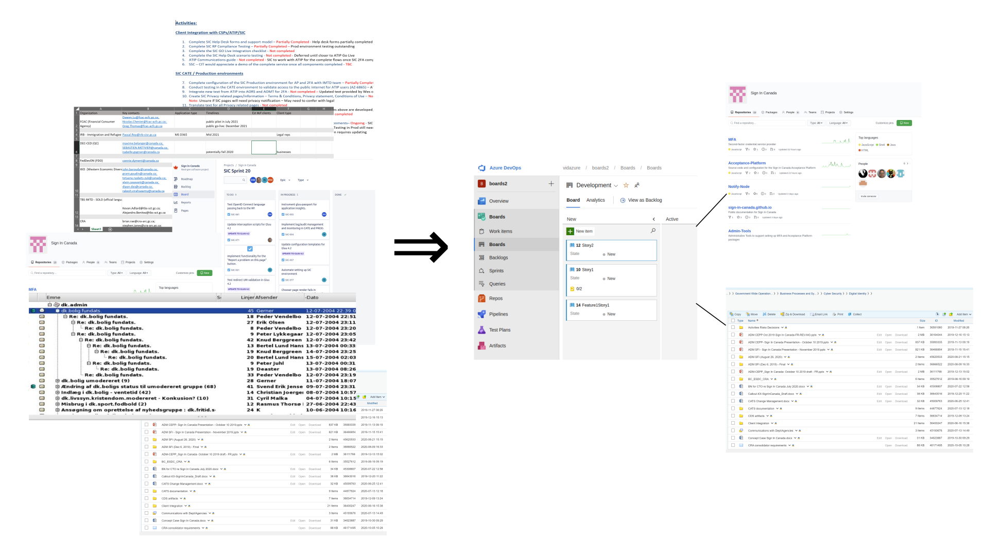 Activities:
Client Integration with CSPs/ATIP/SIC
1. Complete SIC Help Desk forms and support model – Partially Completed - Help desk forms partially completed
2. Complete SIC RP Compliance Testing – Partially Completed – Prod environment testing outstanding
3. Complete the SIC GO Live integration checklist - Not completed
4. Complete the SIC Help Desk scenario testing - Not completed - Deferred until closer to ATIP Go Live
5. ATIP Communications guide - Not completed - SIC to work with ATIP for the complete flows once SIC 2FA com
6. SSC – CIT would appreciate a demo of the complete service once all components completed - TBC
SIC CATE / Production environments
7. Complete configuration of the SIC Production environment for AP and 2FA with IMTD team – Partially Complet
8. Conduct testing in the CATE environment to validate access to the public internet for ATIP users (AZ-6865) – A
9. Integrate new text from ATIP into AORS and AOMT for 2FA - Not completed – Updated text provided by Wes o
10. Create SIC Privacy related pages/information – Terms & Conditions, Privacy statement, Conditions of Use – No
Note: Unsure if SIC pages will need privacy notification – May need to confer with legal
11. Translate text for all Privacy related pages - Not completed
es above are developed,
completed
nments– Ongoing - SIC
Testing in Prod still nee
n requires updating
A B C D E F G H
1 Organization Key contacts Application type Timelines Est #of clients Client type
Dawen.Lu@fcac-acfc.gc.ca;
FCAC (Financial Consumer Nicolas.Chenier@fcac-acfc.gc.ca; public pilot in July 2021
2 Agency) Greg.Thomas@fcac-acfc.gc.ca public go-live: December 2021
3
4 IRB - Immigration and Refugee Pascal.Roy@irb-cisr.gc.ca MS D365 Mid 2021 Legal reps
5
DEC-CED (QC) maxime.belanger@canada.ca;
SEBASTIEN.METIVIER@canada.ca;
6 isabelle.gagnon@canada.ca potentially fall 2020 businesses
7
8 FedDevON (FDO) connie.dyment@canada.ca
9
WD (Western Economic Divers john.baroudy@canada.ca;
grant.gaudin@canada.ca;
tetyana.rvabets-zuk@canada.ca;
alain.casavant@canada.ca;
dipan.das@canada.ca;
10 rakesh.virahsawmy@canada.ca
11
TBS IMTD - SOLO (official langu
Kevan.Adlard@tbs-sct.gc.ca;
12 Alejandro.Benitez@tbs-sct.gc.ca
13
CRA brian.rae@cra-arc.gc.ca;
14 stephen.jones@cra-arc.gc.ca;
Sheet1
Sign in Canada
Next-gen software project
Roadmap
Backlog
Board
Reports
Pages
Projects / Sign in Canada
SIC Sprint 20
DM N RM Epic Type
TO DO 9 IN PROGRESS 5 DONE
Test OpenID Connect language
passing back to the RP.
SIC-361 DM
Update interception scripts for Gluu
4.2
UPDATE TO GLUU 4.2
SIC-371
Implement functionality for the
"Report a problem on this page"
button.
SIC-351 N
Test redirect URI validation in Gluu
4.2
UPDATE TO GLUU 4.2
Instrument gluu-passport for
application insights.
SIC-355 DM
Implement log/audit management
and monitoring in CATE and PROD.
SIC-354 N
Update configuration templates for
Gluu 4.2
UPDATE TO GLUU 4.2
SIC-357
Automate setting up SIC
environment
SIC-377 N
Chooser page render fails in
Sign In Canada
Repositories 13 Packages People 6 Teams Projects Settings
Find a repository... Type: All Language: All Customize pins New
MFA Top languages
Emne Linjer Afsender -Dato
dk.admin
dk.bolig fundats. 45 Gerner 12-07-2004 22:39:0
Re: dk.bolig fundats. 18 Peder Vendelbo 12-07-2004 22:51
Re: dk.bolig fundats. 27 Erik Olsen 12-07-2004 23:11
Re: dk.bolig fundats. 8 Peder Vendelbo 12-07-2004 23:20
Re: dk.bolig fundats. 9 Peter Lykkegaar 12-07-2004 23:05
Re: dk.bolig fundats. 42 Knud Berggreen 12-07-2004 23:42
Re: dk.bolig fundats. 13 Bertel Lund Hans 13-07-2004 00:33
Re: dk.bolig fundats. 19 Knud Berggreen 14-07-2004 23:25
Re: dk.bolig fundats. 20 Bertel Lund Hans 15-07-2004 02:03
Re: dk.bolig fundats. 9 Peter Juhl 13-07-2004 00:31
Re: dk.bolig fundats. 19 Deaster 13-07-2004 08:26
Re: dk.bolig fundats. 33 Peder Vendelbo 12-07-2004 23:19
dk.bolig umodereret (9) 28 Gerner 11-07-2004 18:07
Ændring af dk.boligs status til umodereret gruppe (68) 41 Svend Erik Jense 09-07-2004 23:31
Indlæg i dk.bolig - ventetid (42) 14 Christian Joerge 08-07-2004 10:57
dk.livssyn.kristendom.modereret - Konkusion? (10) 31 Cyril Malka 04-07-2004 10:15
Misbrug i dk.sport.fodbold (2) 12 Rasmus Thorsø 27-06-2004 22:43
Ansøgning om oprettelse af nyhedsgruppe : dk.fritid.s 24 K 10-06-2004 10:16
Add Item
Modified
2019-11-27 08:26
2019-12-16 15:13
ADM CEPP- Sign In Canada Presentation - October 10 2019.pptx Edit Open Download 837 KB 35993335 2019-11-13 09:19
ADM SFI - Sign In Canada Presentation - November 2019.pptx Edit Open Download 821 KB 36466854 2019-11-15 15:41
ADM SFI (August 26, 2020) 2 Items 45620533 2020-08-21 15:15
ADM SFI (Dec 6, 2019) - Final 2 Items 36666522 2020-08-09 16:33
ADM-CEPP_Sign In Canada- October 10 2019 draft - FR.pptx Edit Open Download 2 MB 36111768 2019-12-13 15:02
BC_ESDC_CRA 6 Items 35527612 2019-08-16 09:19
BN for CTO re Sign In Canada July 2020.docx Edit Open Download 34 KB 45308807 2020-07-22 12:58
Callout-IOI-SignInCanada_Draft.docx Edit Open Download 38 KB 36643016 2019-12-20 11:22
CATS Change Management.docx Edit Open Download 32 KB 45009763 2020-06-25 12:41
CATS documentation 9 Items 44877624 2020-07-13 12:18
CDS artifacts 7 Items 36634714 2019-12-09 13:24
Client Integration 21 Items 36400247 2020-06-16 15:38
Communications with Dept/Agencies 3 Items 45193676 2020-07-13 14:49
Concept Case Sign In Canada.docx Edit Open Download 31 KB 34623887 2019-10-30 09:29
CRA consolidator requirements Open Download 88 KB 46171495 2020-10-05 10:28
Azure DevOps vidazure / boards2 / Boards / Boards
B boards2
Overview
Boards
Work items
Boards
Backlogs
Sprints
Queries
Repos
Pipelines
Test Plans
Artifacts
Development
Board Analytics View as Backlog
New Active
New item
12 Story2
State New
10 Story1
State New
0/2
14 Feature1Story1
State New
Sign In Canada
Repositories 13 Packages People 6 Teams Projects Settings
Find a repository... Type: All Language: All Customize pins New
MFA
Second-factor credential service provider
JavaScript 0 1 0 0 Updated 22 hours ago
Acceptance-Platform
Source code and configuration for the Sign In Canada Acceptance Platform
JavaScript 2 2 0 1 Updated 22 hours ago
Notify-Node
JavaScript 0 0 0 0 Updated 2 days ago
sign-in-canada.github.io
Public documentation for Sign In Canada
1 3 0 0 Updated 2 days ago
Admin-Tools
Administrative Tools to support setting up MFA and Acceptance Platform
packages
Top languages
JavaScript Shell Java
HTML
People 6
Invite someone
... Government Wide Operation... Business Processes and Sy... Cyber Security Digital Identity
Copy Move Delete Zip & Download Email Link Print Collect Add Item
Type Name Size ID Modified
Activities Risks Decisions 1 Item 36591080 2019-11-27 08:26
ADM CEPP Oct 2019 Sign In Canada-FR-REV-NG.pptx Edit Open Download 2 MB 36164044 2019-12-16 15:13
ADM CEPP- Sign In Canada Presentation - October 10 2019.pptx Edit Open Download 837 KB 35993335 2019-11-13 09:19
ADM SFI - Sign In Canada Presentation - November 2019.pptx Edit Open Download 821 KB 36466854 2019-11-15 15:41
ADM SFI (August 26, 2020) 2 Items 45620533 2020-08-21 15:15
ADM SFI (Dec 6, 2019) - Final 2 Items 36666522 2020-08-09 16:33
ADM-CEPP_Sign In Canada- October 10 2019 draft - FR.pptx Edit Open Download 2 MB 36111768 2019-12-13 15:02
BC_ESDC_CRA 6 Items 35527612 2019-08-16 09:19
BN for CTO re Sign In Canada July 2020.docx Edit Open Download 34 KB 45308807 2020-07-22 12:58
Callout-IOI-SignInCanada_Draft.docx Edit Open Download 38 KB 36643016 2019-12-20 11:22
CATS Change Management.docx Edit Open Download 32 KB 45009763 2020-06-25 12:41
CATS documentation 9 Items 44877624 2020-07-13 12:18
CDS artifacts 7 Items 36634714 2019-12-09 13:24
Client Integration 21 Items 36400247 2020-06-16 15:38
Communications with Dept/Agencies 3 Items 45193676 2020-07-13 14:49
Concept Case Sign In Canada.docx Edit Open Download 31 KB 34623887 2019-10-30 09:29
CRA consolidator requirements Open Download 88 KB 46171495 2020-10-05 10:28